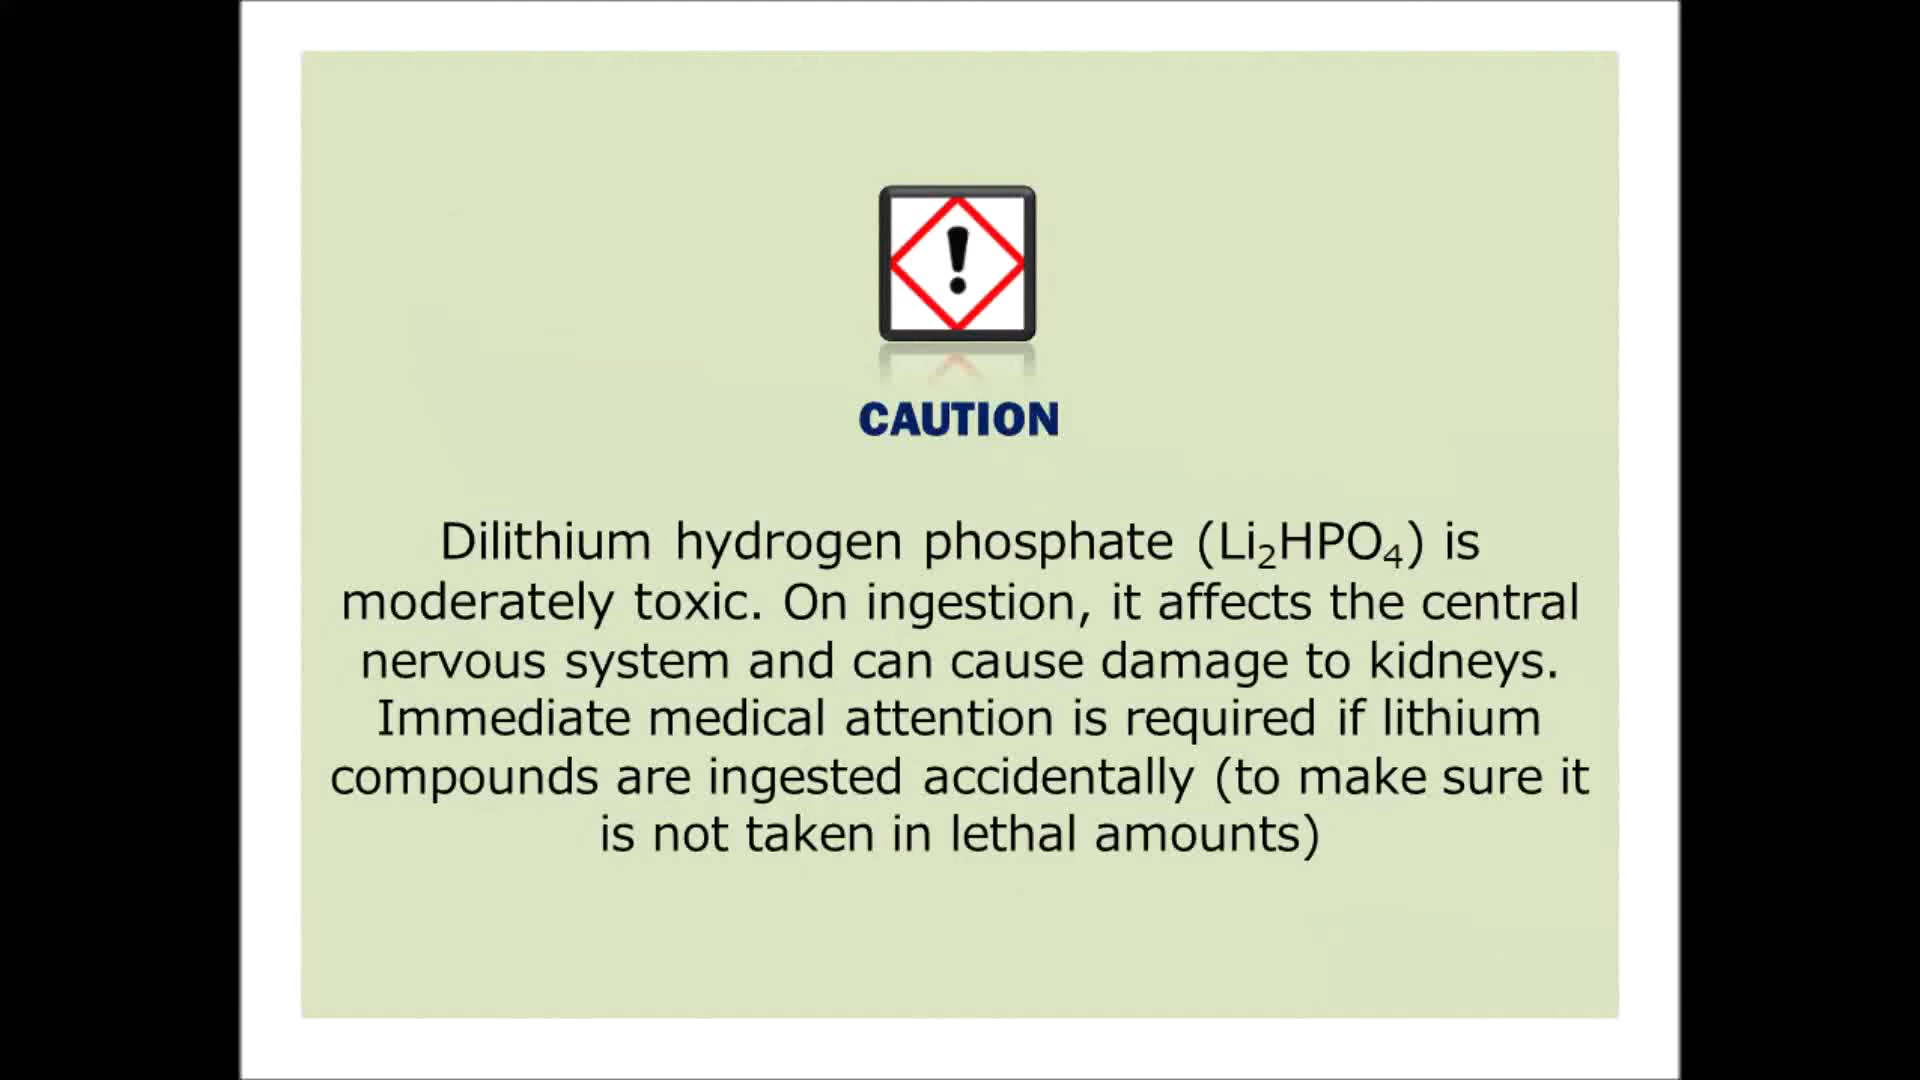 CAUTION
Dilithium hydrogen phosphate (Li₂HPO₄) is
moderately toxic. On ingestion, it affects the central
nervous system and can cause damage to kidneys.
Immediate medical attention is required if lithium
compounds are ingested accidentally (to make sure it
is not taken in lethal amounts)